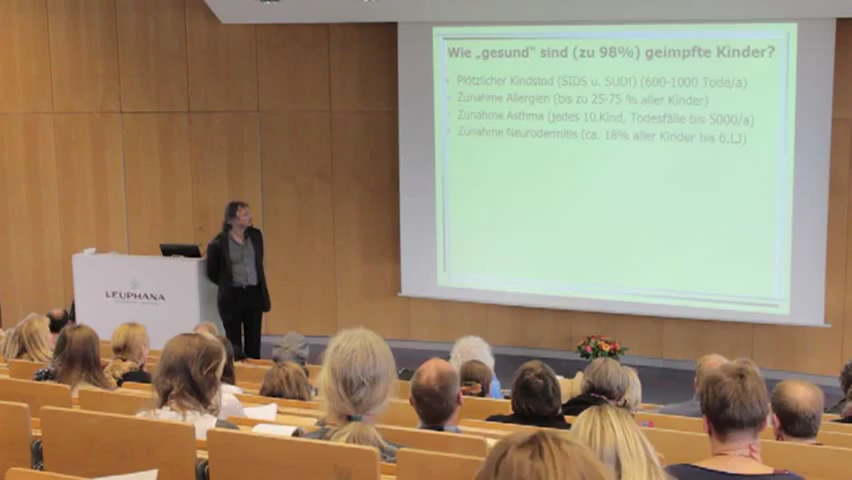 Wie „gesund" sind (zu 98%) geimpfte Kinder?
Plötzlicher Kindstod (SIDS u. SUDI) (600-1000 Tode/a)
Zunahme Allergien (bis zu 25-75 % aller Kinder)
Zunahme Asthma (jedes 10.Kind, Todesfälle bis 5000/a)
Zunahme Neurodermitis (ca. 18% aller Kinder bis 6.LJ)
LEUPHANA